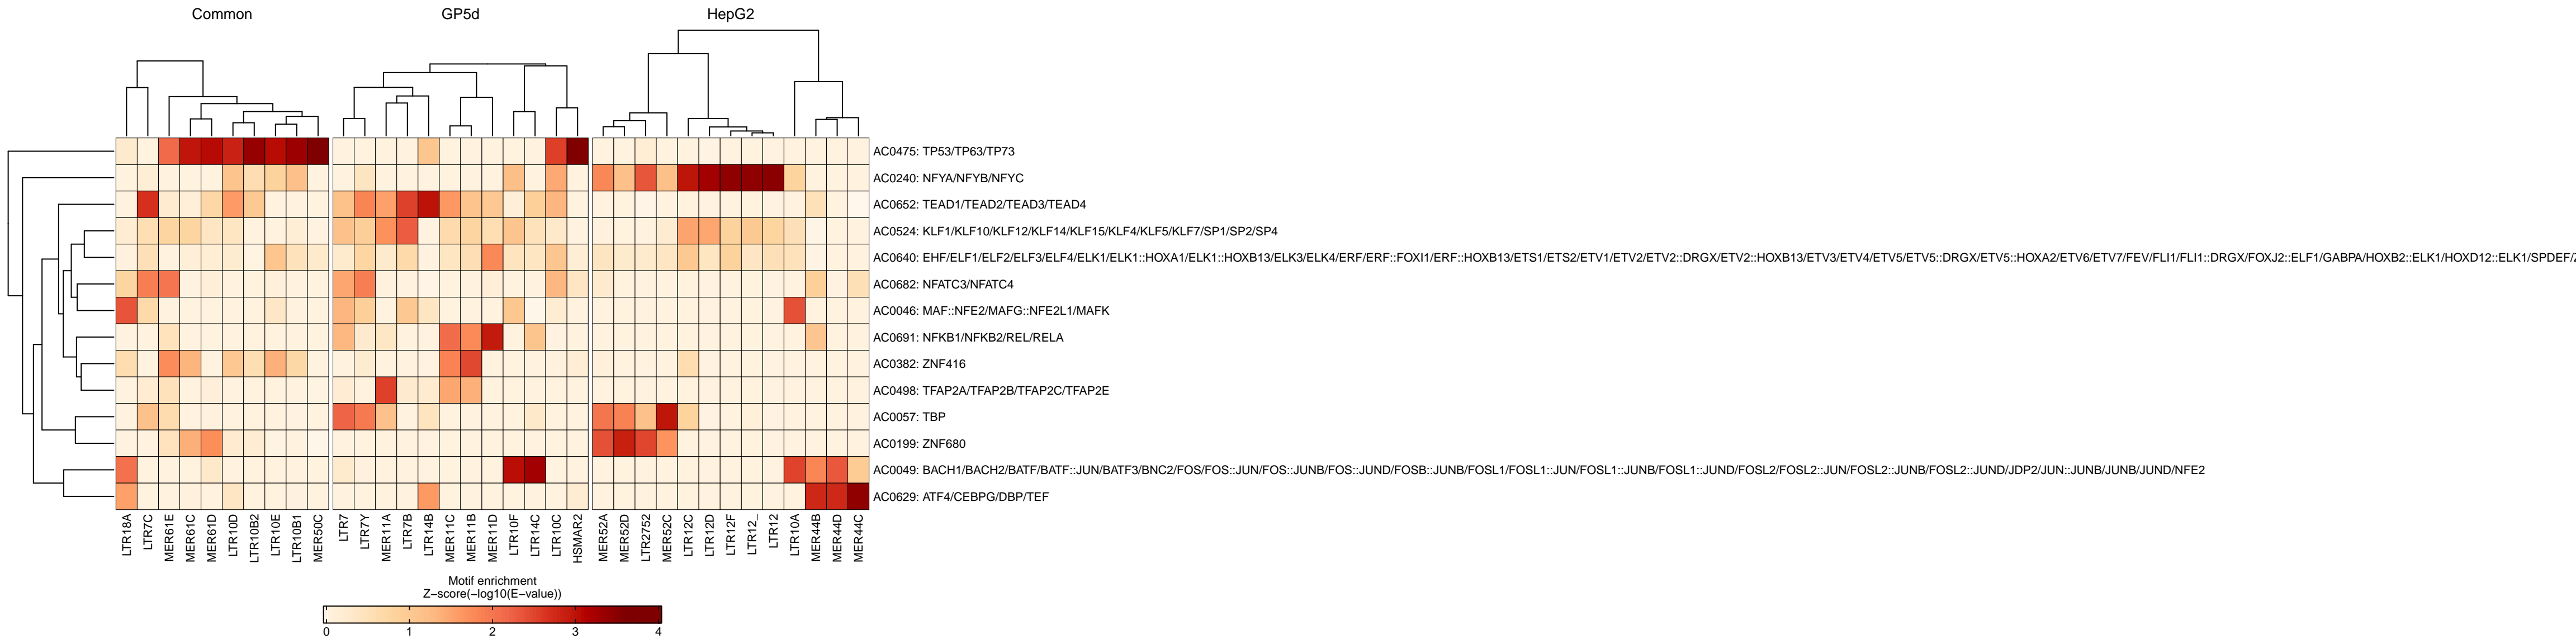 Common GP5d HepG2
AC0475: TP53/TP63/TP73
AC0240: NFYA/NFYB/NFYC
AC0652: TEAD1/TEAD2/TEAD3/TEAD4
AC0524: KLF1/KLF10/KLF12/KLF14/KLF15/KLF4/KLF5/KLF7/SP1/SP2/SP4
AC0640: EHF/ELF1/ELF2/ELF3/ELF4/ELK1/ELK1::HOXA1/ELK1::HOXB13/ELK3/ELK4/ERF/ERF::FOXI1/ERF::HOXB13/ETS1/ETS2/ETV1/ETV2/ETV2::DRGX/ETV2::HOXB13/ETV3/ETV4/ETV5/ETV5::DRGX/ETV5::HOXA2/ETV6/ETV7/FEV/FLI1/FLI1::DRGX/FOXJ2::ELF1/GABPA/HOXB2::ELK1/HOXD12::ELK1/SPDEF/
AC0682: NFATC3/NFATC4
AC0046: MAF::NFE2/MAFG::NFE2L1/MAFK
AC0691: NFKB1/NFKB2/REL/RELA
AC0382: ZNF416
AC0498: TFAP2A/TFAP2B/TFAP2C/TFAP2E
AC0057: TBP
AC0199: ZNF680
AC0049: BACH1/BACH2/BATF/BATF::JUN/BATF3/BNC2/FOS/FOS::JUN/FOS::JUNB/FOS::JUND/FOSB::JUNB/FOSL1/FOSL1::JUN/FOSL1::JUNB/FOSL1::JUND/FOSL2/FOSL2::JUN/FOSL2::JUNB/FOSL2::JUND/JDP2/JUN::JUNB/JUNB/JUND/NFE2
AC0629: ATF4/CEBPG/DBP/TEF
LTR18A
LTR7C
MER61E
MER61C
MER61D
LTR10D
LTR10B2
LTR10E
LTR10B1
MER50C
LTR7
LTR7Y
MER11A
LTR7B
LTR14B
MER11C
MER11B
MER11D
LTR10F
LTR14C
LTR10C
HSMAR2
MER52A
MER52D
LTR2752
MER52C
LTR12C
LTR12D
LTR12F
LTR12_
LTR12
LTR10A
MER44B
MER44D
MER44C
Motif enrichment
Z−score(−log10(E−value))
0 1 2 3 4